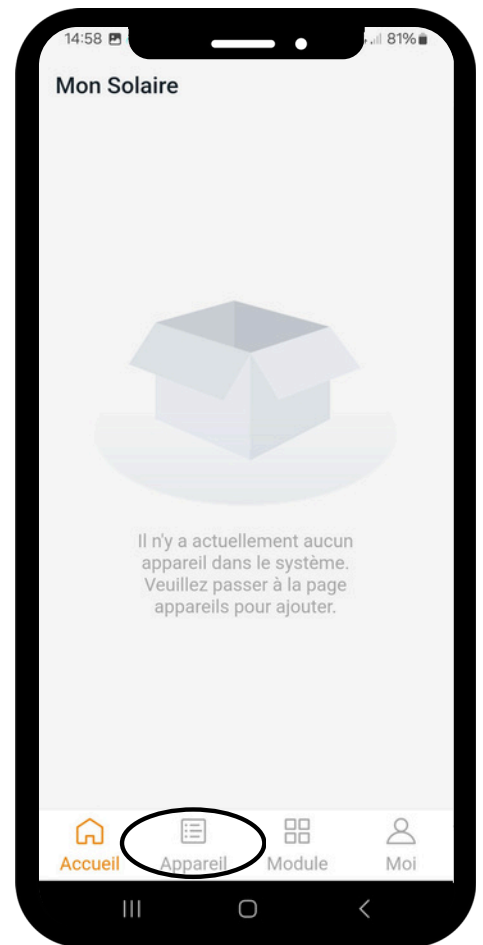 14:58 81%
Mon Solaire
Il n'y a actuellement aucun
appareil dans le système.
Veuillez passer à la page
appareils pour ajouter.
Accueil Appareil Module Moi